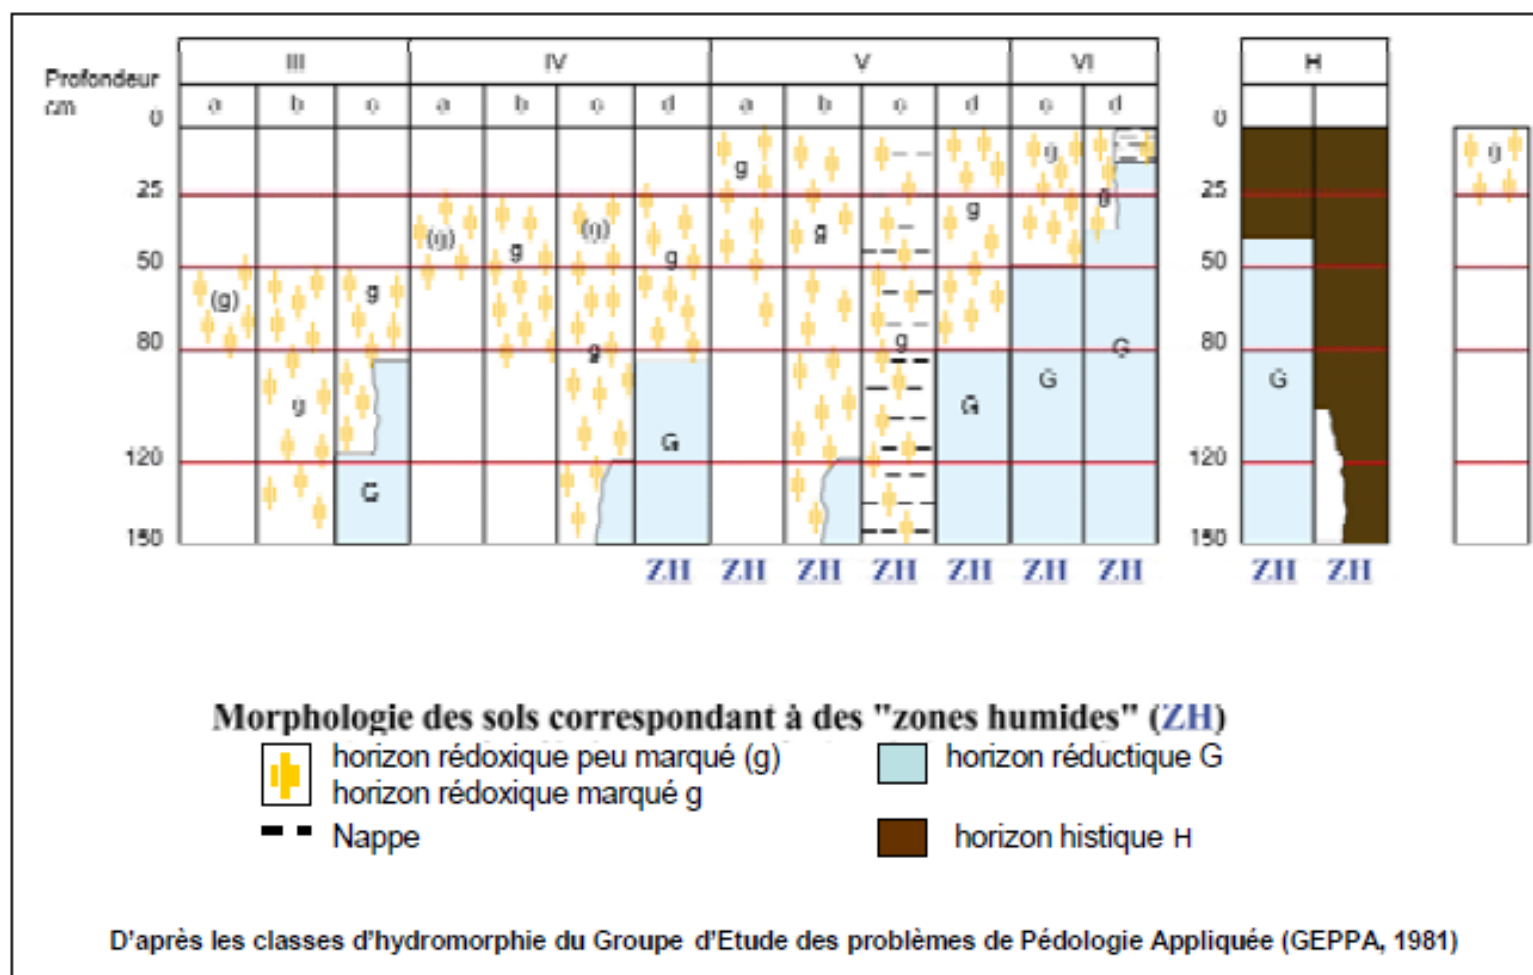 III IV V VI H
Profondeur
cm
a b c a b c d a b c d c d
0 0
g g g g
25 25
g g
(g) g (g) g g
50 50
(g) g
80 80
g g G
g G G G
G
120 120
G
150 150
ZH ZH ZH ZH ZH ZH ZH ZH ZH
Morphologie des sols correspondant à des "zones humides" (ZH)
horizon rédoxique peu marqué (g)
horizon rédoxique marqué g
Nappe
horizon réductique G
horizon histique H
D'après les classes d'hydromorphie du Groupe d'Etude des problèmes de Pédologie Appliquée (GEPPA, 1981)